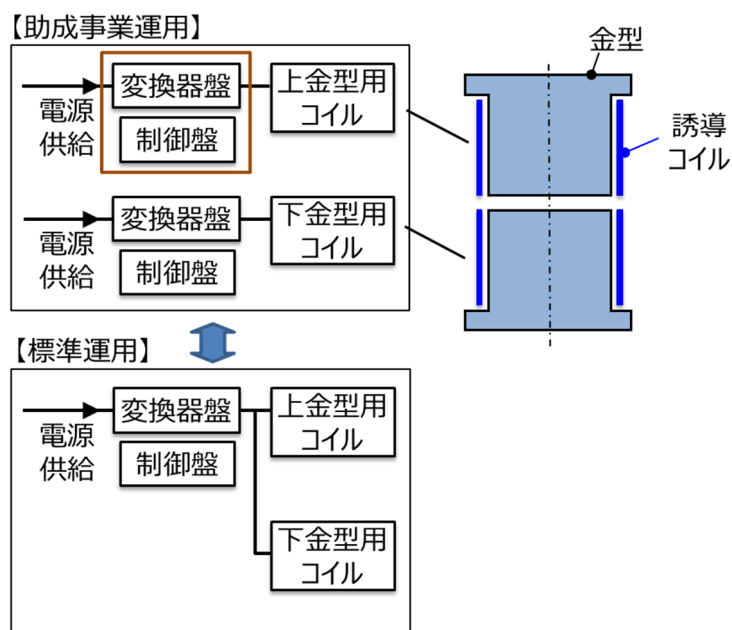 【助成事業運用】
電源
供給
変換器盤
制御盤
上金型用
コイル
電源
供給
変換器盤
制御盤
下金型用
コイル
金型
誘導
コイル
【標準運用】
電源
供給
変換器盤
制御盤
上金型用
コイル
下金型用
コイル